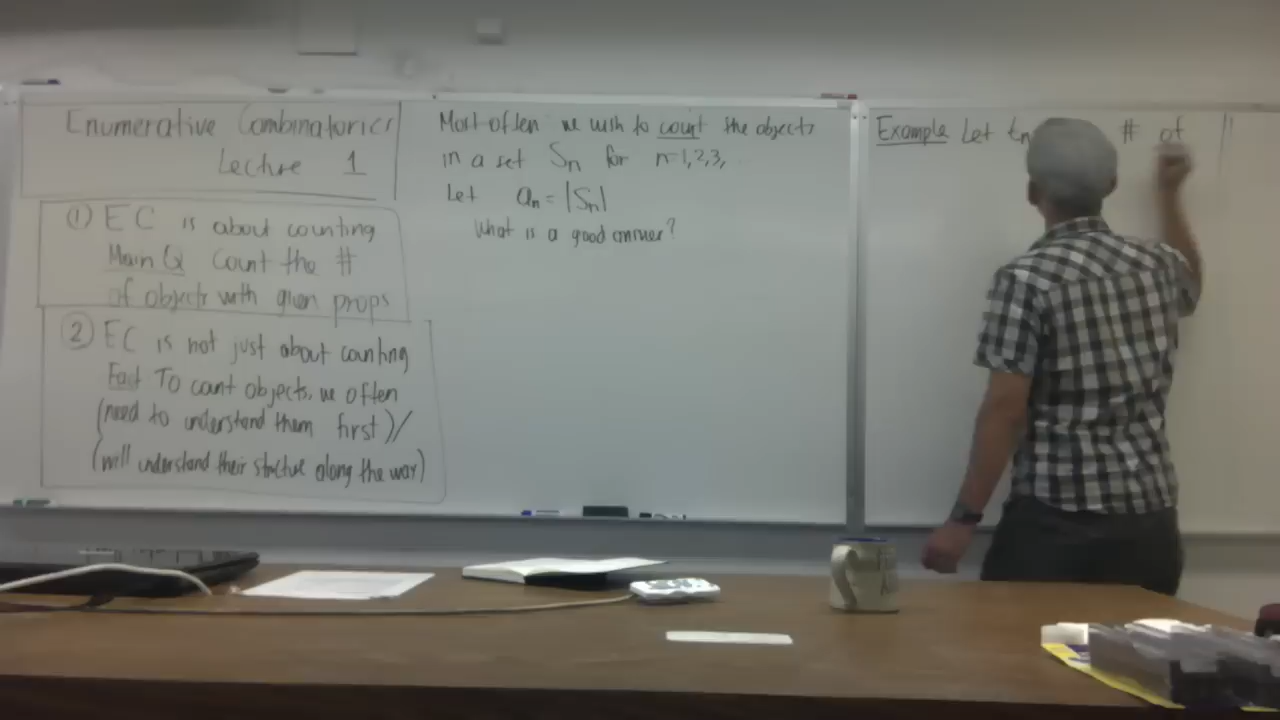 Enumerative Combinatorics
Lecture 1
① EC is about counting
Main Q Count the #
of objects with given props
② EC is not just about counting
Fact To count objects, we often
(need to understand them first)/
(will understand their structure along the way)
Most often we wish to count the objects
in a set Sn for n=1,2,3,
Let an = |Sn|
What is a good answer?
Example Let tn # of